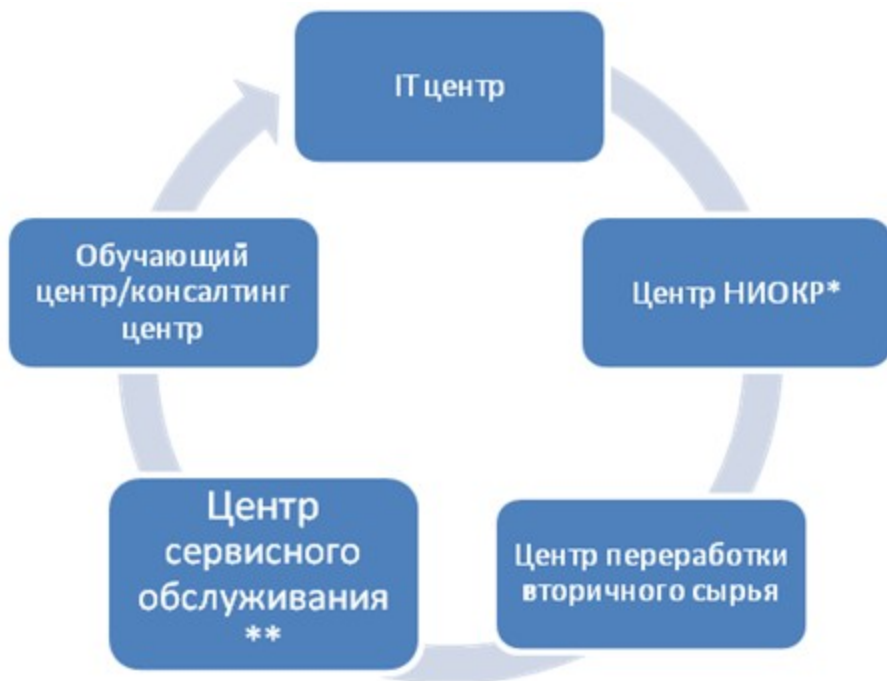 IT центр
Центр НИОКР*
Центр переработки
вторичного сырья
Центр
сервисного
обслуживания
**
Обучающий
центр/консалтинг
центр